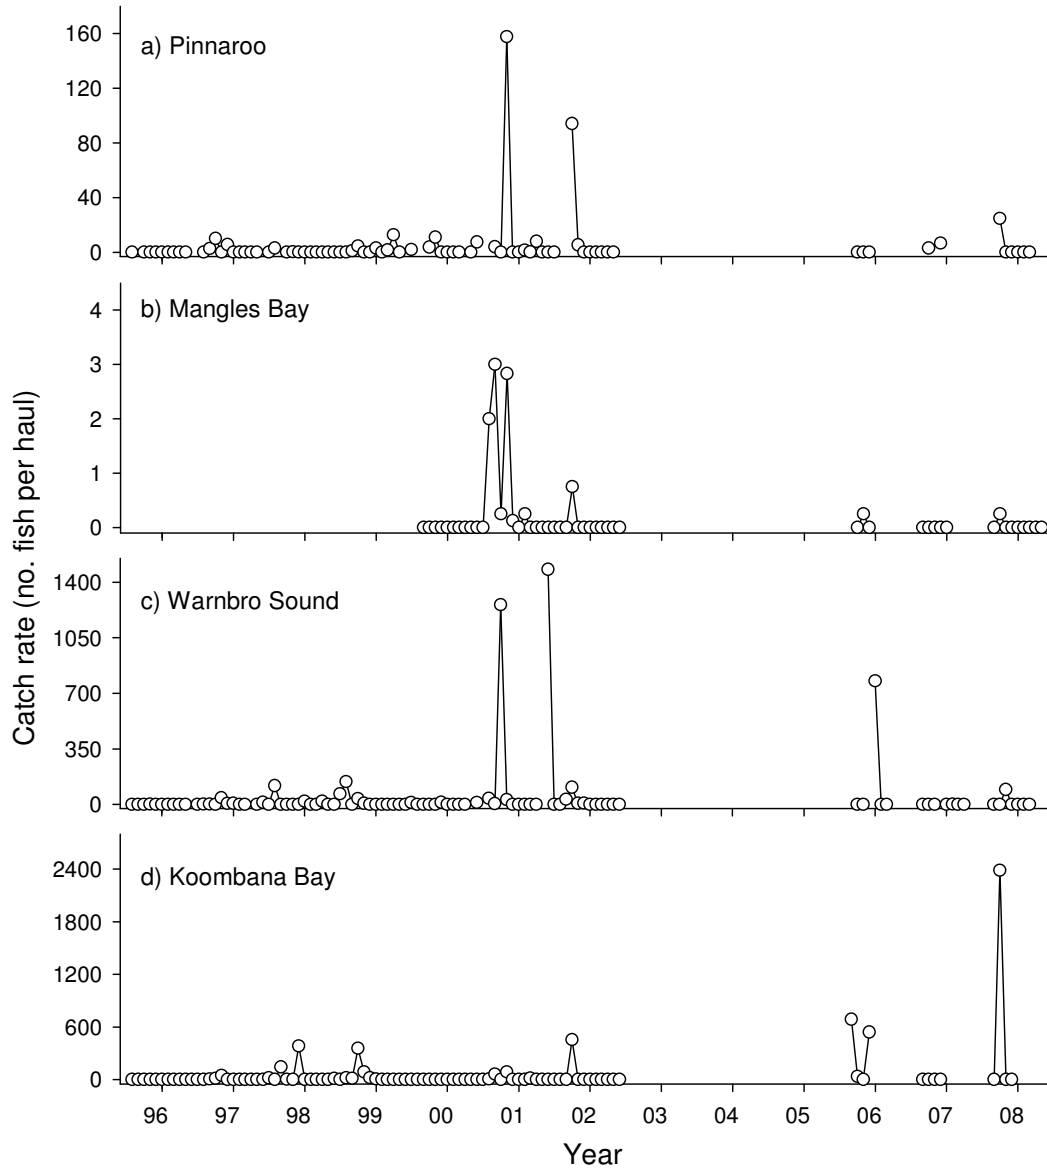 160
a) Pinnaroo
120
80
40
0
4
b) Mangles Bay
3
2
1
0
Catch rate (no. fish per haul)
1400
c) Warnbro Sound
1050
700
350
0
2400
d) Koombana Bay
1800
1200
600
0
96 97 98 99 00 01 02 03 04 05 06 07 08
Year